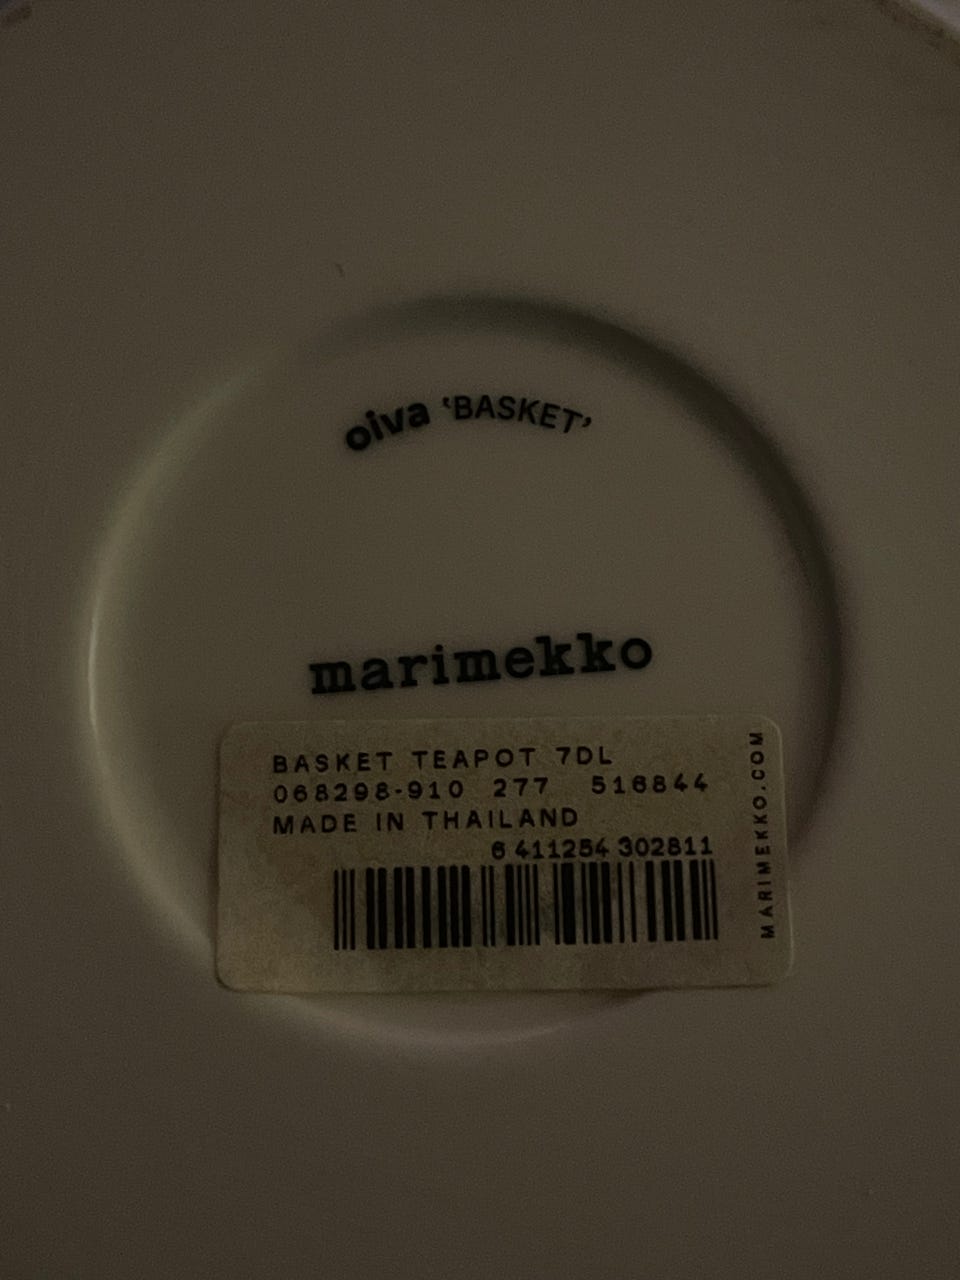 oiva ‘BASKET’
marimekko
BASKET TEAPOT 7DL
068298-910 277 516844
MADE IN THAILAND
6 411254 302811
MARIMEKKO.COM